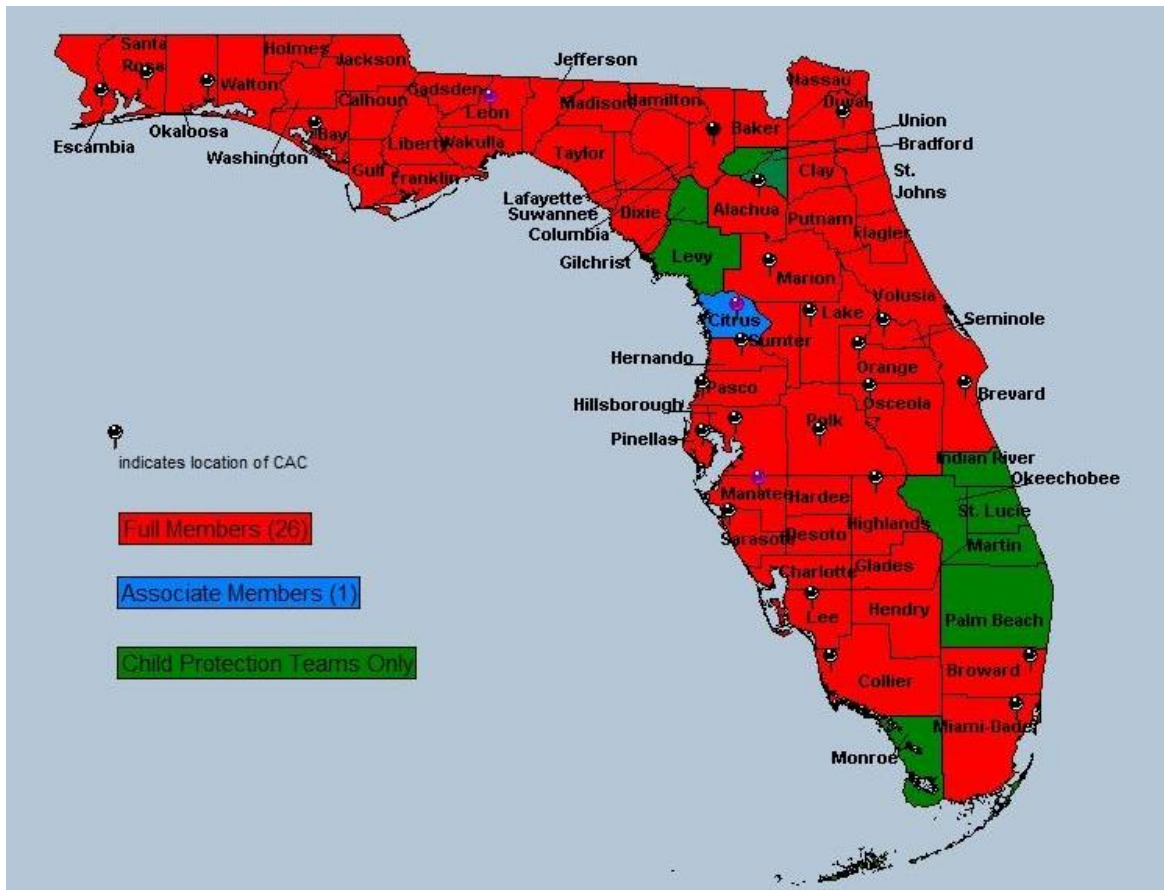 Santa
Rosa
Holmes
Jackson
Walton
Escambia
Okaloosa
Washington
Bay
Calhoun
Gulf
Liberty
Franklin
Gadsden
Leon
Wakulla
Jefferson
Madison
Hamilton
Taylor
Lafayette
Suwannee
Columbia
Gilchrist
Dixie
Baker
Nassau
Duval
Union
Bradford
Clay
St.
Johns
Alachua
Putnam
Flagler
Levy
Marion
Citrus
Lake
Volusia
Sumter
Seminole
Hernando
Orange
Pasco
Osceola
Brevard
Hillsborough
Pinellas
Polk
Indian River
Okeechobee
Manatee
Hardee
Highlands
St. Lucie
Sarasota
Desoto
Martin
Charlotte
Glades
Lee
Hendry
Palm Beach
Collier
Broward
Miami-Dade
Monroe
indicates location of CAC
Full Members (26)
Associate Members (1)
Child Protection Teams Only